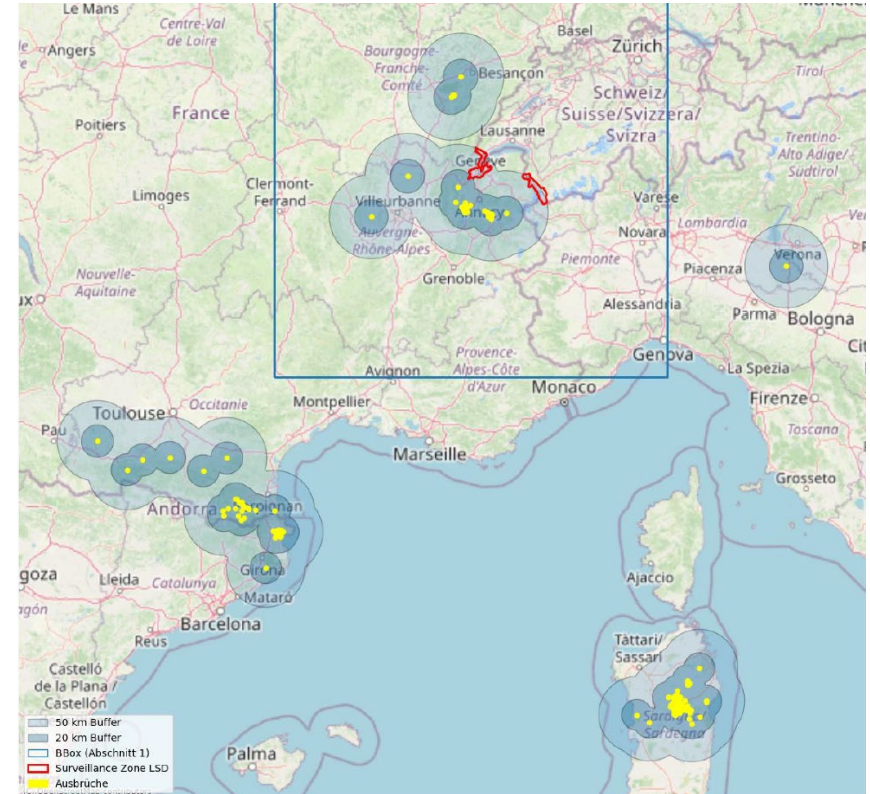 Le Mans
Centre-Val
de Loire
Angers
Basel
Zürich
Bourgogne-
Franche-
Comté
Besançon
Tirol
France
Schweiz/
Suisse/Svizzera/
Svizra
Poitiers
Lausanne
Trentino-
Alto Adige/
Südtirol
Genève
Clermont-
Ferrand
Limoges
Villeurbanne
Annecy
Varese
Lombardia
Auvergne-
Rhône-Alpes
Novara
Verona
Piemonte
Piacenza
Grenoble
Nouvelle-
Aquitaine
Alessandria
Parma
Bologna
Provence-
Alpes-Côte
d'Azur
Genova
Avignon
La Spezia
Monaco
Toulouse
Occitanie
Montpellier
Firenze
Pau
Toscana
Marseille
Grosseto
Andorra
Girona
Lleida
Catalunya
Ajaccio
Mataró
Barcelona
Reus
Tàttari/
Sassari
Castelló
de la Plana /
Castellón
Sardigna/
Sardegna
Palma
50 km Buffer
20 km Buffer
BBox (Abschnitt 1)
Surveillance Zone LSD
Ausbrüche